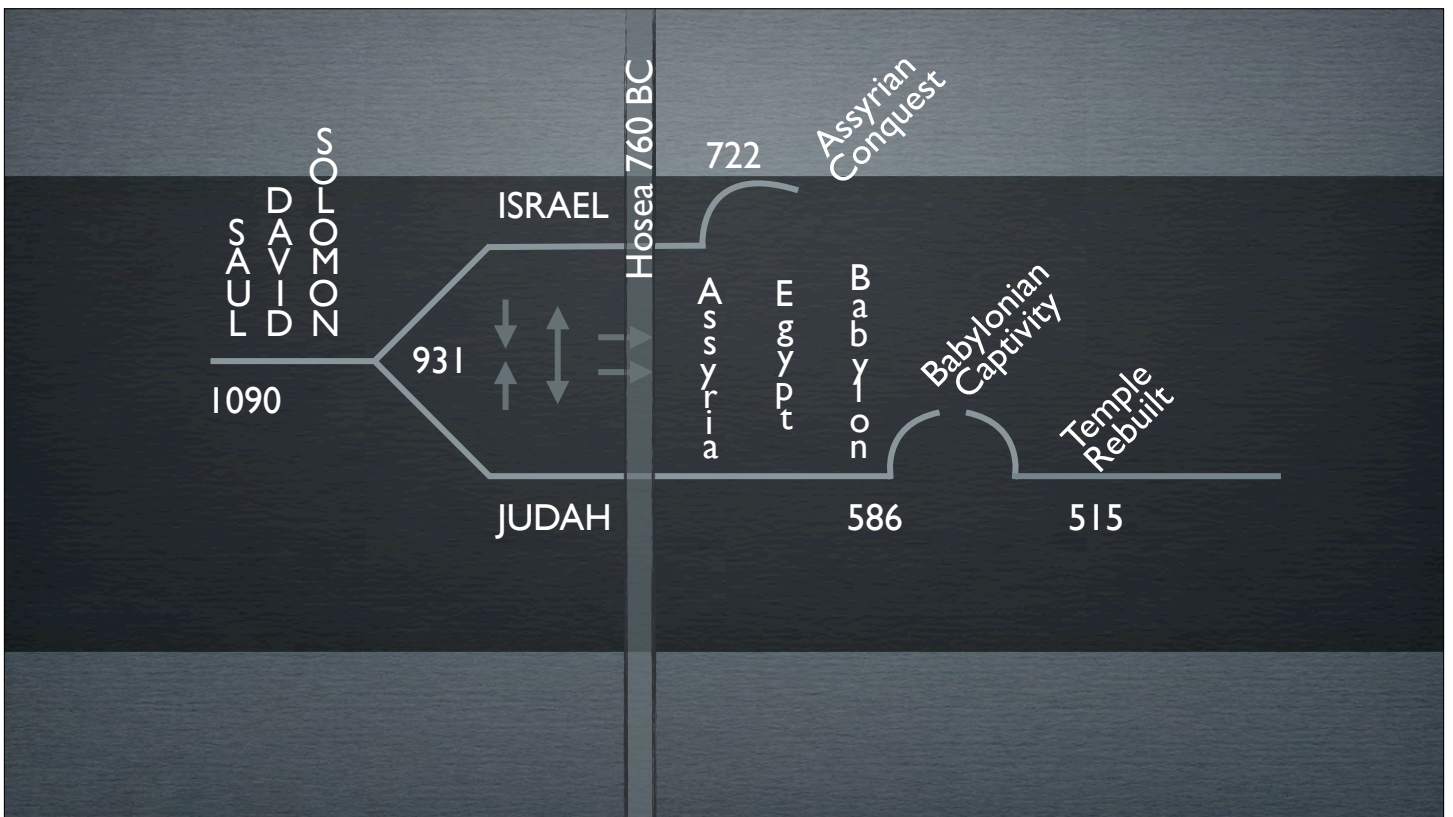 SAUL
DAVID
SOLOMON
1090
931
ISRAEL
JUDAH
Hosea 760 BC
722
Assyrian
Conquest
Assyria
Egypt
Babylon
586
Babylonian
Captivity
Temple
Rebuilt
515